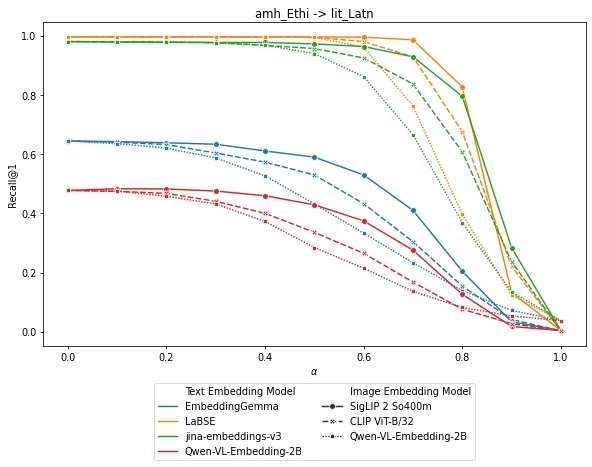 amh_Ethi -> lit_Latn
1.0
0.8
0.6
0.4
0.2
0.0
Recall@1
0.0 0.2 0.4 0.6 0.8 1.0
α
Text Embedding Model
EmbeddingGemma
LaBSE
jina-embeddings-v3
Qwen-VL-Embedding-2B
Image Embedding Model
SigLIP 2 So400m
CLIP ViT-B/32
Qwen-VL-Embedding-2B